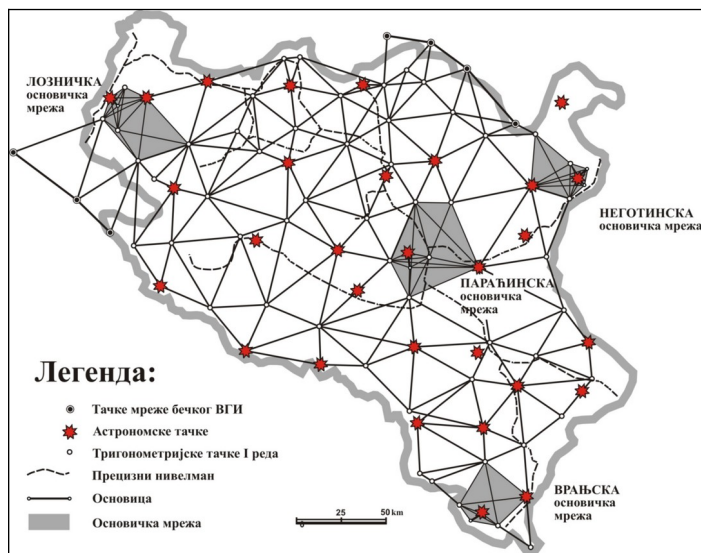 ЛОЗНИЧКА
основичка
мрежа
НЕГОТИНСКА
основичка мрежа
ПАРАЋИНСКА
основичка
мрежа
Легенда:
Тачке мреже бечког ВГИ
Астрономске тачке
Тригонометријске тачке I реда
Прецизни нивелман
Основица
Основичка мрежа
0 25 50 km
ВРАЊСКА
основичка
мрежа